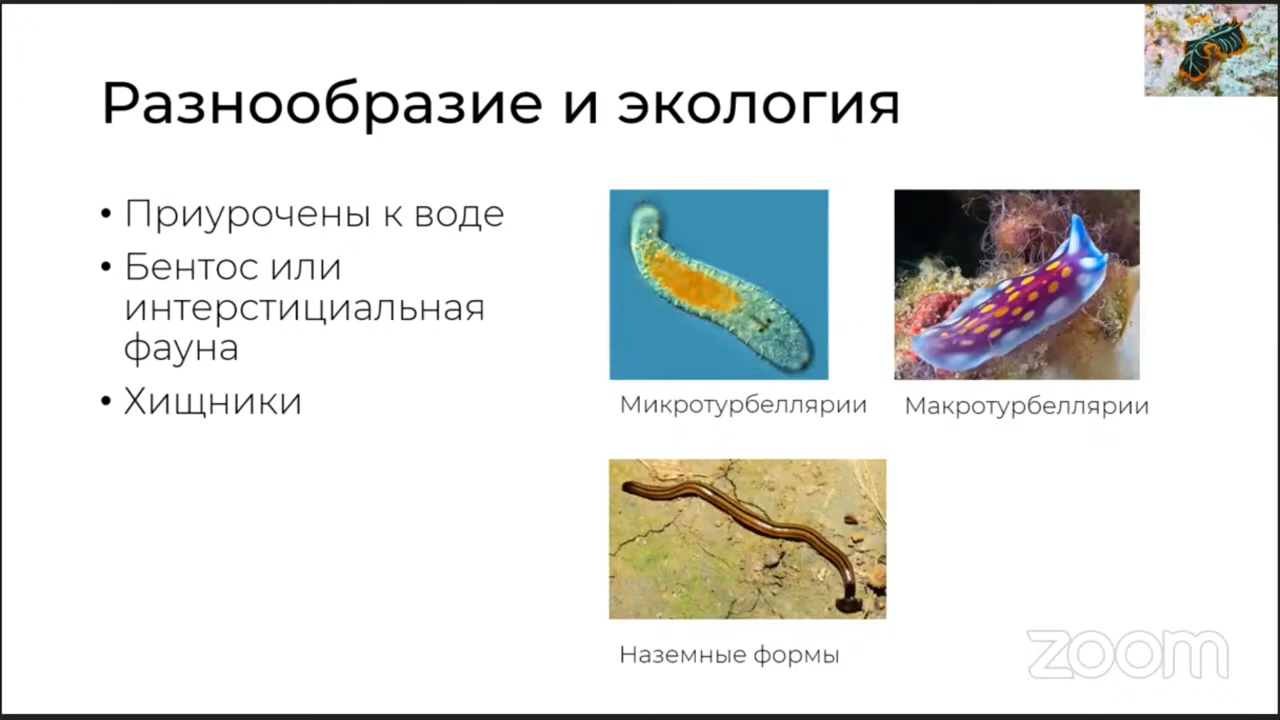 Разнообразие и экология
• Приурочены к воде
• Бентос или
интерстициальная
фауна
• Хищники
Микротурбеллярии
Макротурбеллярии
Наземные формы
zoom